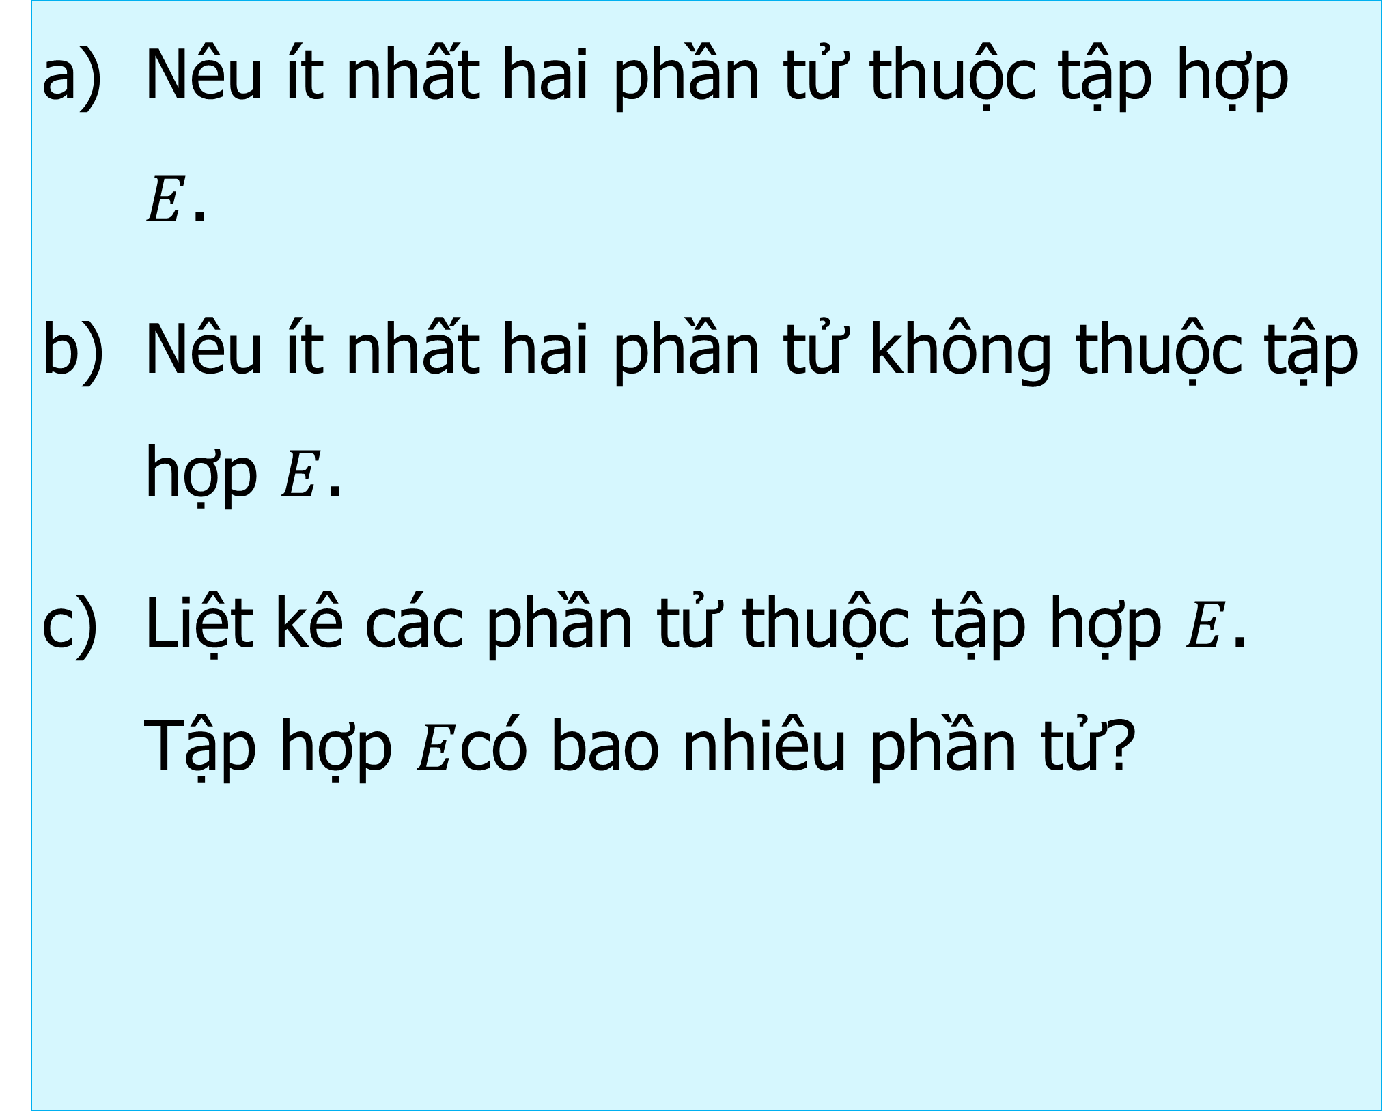 a) Nêu ít nhất hai phần tử thuộc tập hợp
E.
b) Nêu ít nhất hai phần tử không thuộc tập
hợp E.
c) Liệt kê các phần tử thuộc tập hợp E.
Tập hợp E có bao nhiêu phần tử?